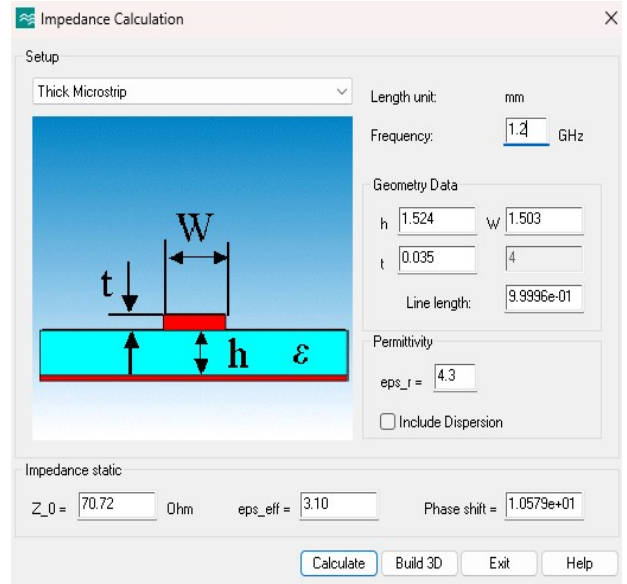 Impedance Calculation
Setup
Thick Microstrip
Length unit: mm
Frequency: 1.2 GHz
Geometry Data
h 1.524 W 1.503
t 0.035 4
Line length: 9.9996e-01
Permittivity
eps_r = 4.3
Include Dispersion
W
t
h ε
Impedance static
Z_0 = 70.72 Ohm eps_eff = 3.10 Phase shift = 1.0579e+01
Calculate Build 3D Exit Help